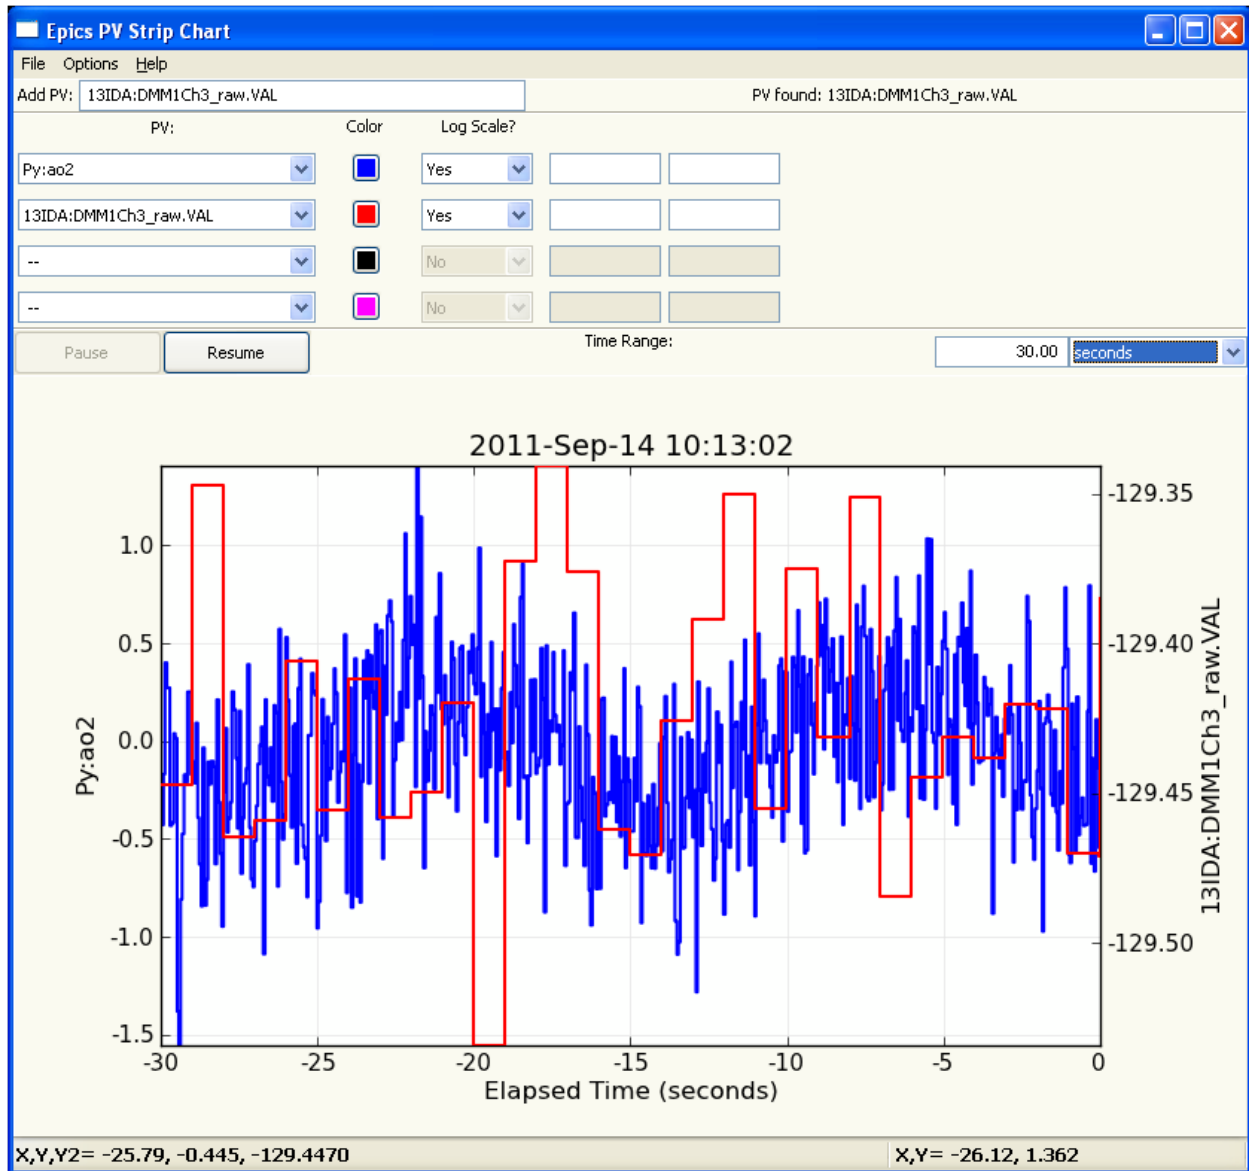 Epics PV Strip Chart
File Options Help
Add PV: 13IDA:DMM1Ch3_raw.VAL PV found: 13IDA:DMM1Ch3_raw.VAL
PV: Color Log Scale?
Py:ao2 Yes
13IDA:DMM1Ch3_raw.VAL Yes
-- No
-- No
Pause Resume Time Range: 30.00 seconds
2011-Sep-14 10:13:02
1.0
0.5
0.0
-0.5
-1.0
-1.5
Py:ao2
-129.35
-129.40
-129.45
-129.50
13IDA:DMM1Ch3_raw.VAL
-30 -25 -20 -15 -10 -5 0
Elapsed Time (seconds)
X,Y,Y2= -25.79, -0.445, -129.4470 X,Y= -26.12, 1.362